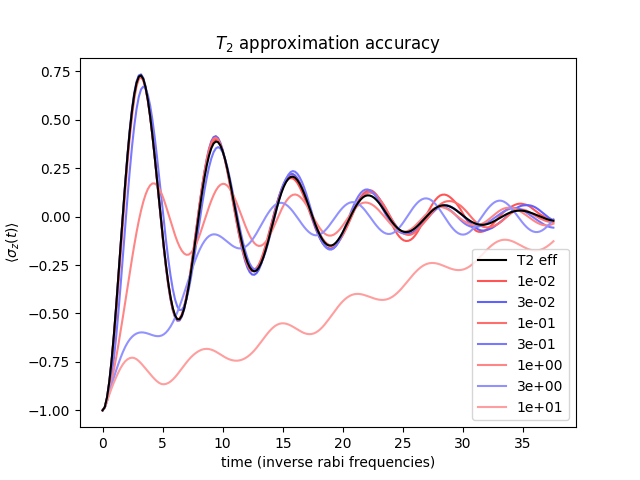 T₂ approximation accuracy
0.75
0.50
0.25
0.00
−0.25
−0.50
−0.75
−1.00
⟨σz(t)⟩
T2 eff
1e-02
3e-02
1e-01
3e-01
1e+00
3e+00
1e+01
0 5 10 15 20 25 30 35
time (inverse rabi frequencies)